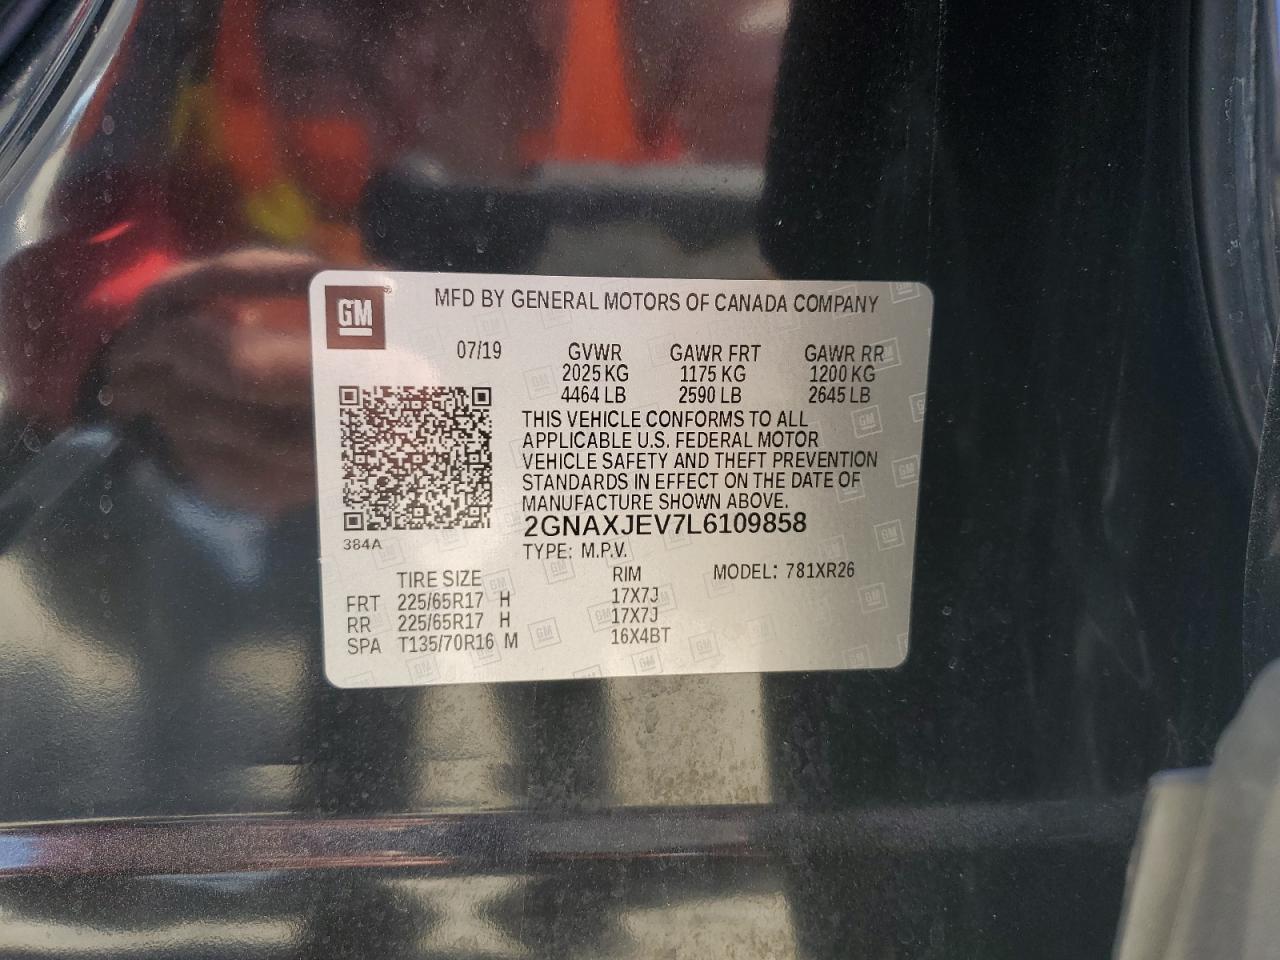 GM
MFD BY GENERAL MOTORS OF CANADA COMPANY
07/19 GVWR GAWR FRT GAWR RR
2025 KG 1175 KG 1200 KG
4464 LB 2590 LB 2645 LB
THIS VEHICLE CONFORMS TO ALL
APPLICABLE U.S. FEDERAL MOTOR
VEHICLE SAFETY AND THEFT PREVENTION
STANDARDS IN EFFECT ON THE DATE OF
MANUFACTURE SHOWN ABOVE.
2GNAXJEV7L6109858
384A
TYPE: M.P.V.
TIRE SIZE RIM MODEL: 781XR26
FRT 225/65R17 H 17X7J
RR 225/65R17 H 17X7J
SPA T135/70R16 M 16X4BT